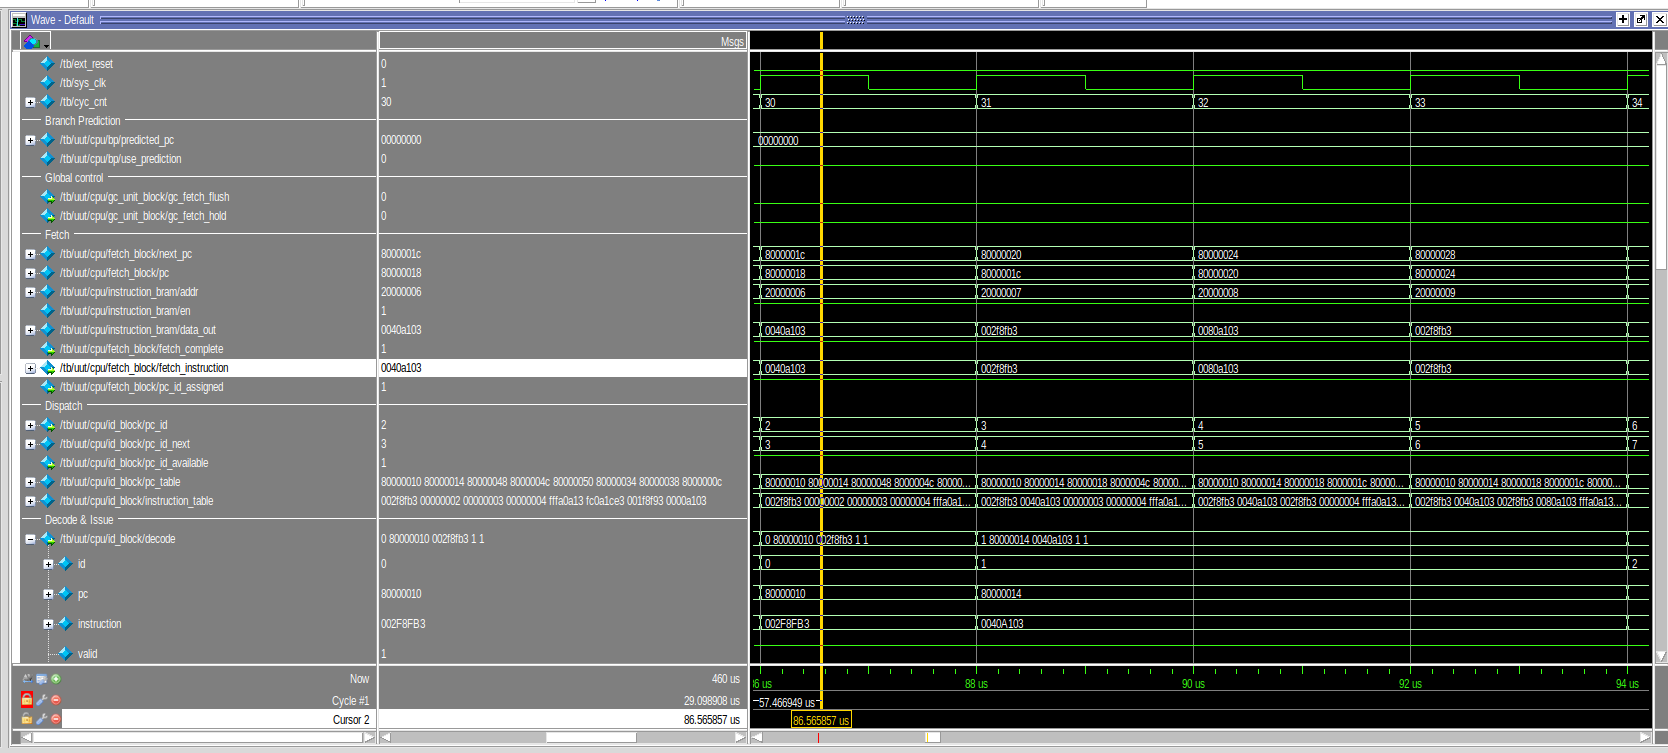 Wave - Default
Msgs
/tb/ext_reset 0
/tb/sys_clk 1
/tb/cyc_cnt 30 30 31 32 33 34
Branch Prediction
/tb/uut/cpu/bp/predicted_pc 00000000 00000000
/tb/uut/cpu/bp/use_prediction 0
Global control
/tb/uut/cpu/gc_unit_block/gc_fetch_flush 0
/tb/uut/cpu/gc_unit_block/gc_fetch_hold 0
Fetch
/tb/uut/cpu/fetch_block/next_pc 8000001c 8000001c 80000020 80000024 80000028
/tb/uut/cpu/fetch_block/pc 80000018 80000018 8000001c 80000020 80000024
/tb/uut/cpu/instruction_bram/addr 20000006 20000006 20000007 20000008 20000009
/tb/uut/cpu/instruction_bram/en 1
/tb/uut/cpu/instruction_bram/data_out 0040a103 0040a103 002f8fb3 0080a103 002f8fb3
/tb/uut/cpu/fetch_block/fetch_complete 1
/tb/uut/cpu/fetch_block/fetch_instruction 0040a103 0040a103 002f8fb3 0080a103 002f8fb3
/tb/uut/cpu/fetch_block/pc_id_assigned 1
Dispatch
/tb/uut/cpu/id_block/pc_id 2 2 3 4 5 6
/tb/uut/cpu/id_block/pc_id_next 3 3 4 5 6 7
/tb/uut/cpu/id_block/pc_id_available 1
/tb/uut/cpu/id_block/pc_table 80000010 80000014 80000048 8000004c 80000050 80000034 80000038 8000000c 80000010 80000014 80000048 8000004c 80000... 80000010 80000014 80000018 8000004c 80000... 80000010 80000014 80000018 8000001c 80000... 80000010 80000014 80000018 8000001c 80000...
/tb/uut/cpu/id_block/instruction_table 002f8fb3 00000002 00000003 00000004 fffa0a13 fc0a1ce3 001f8f93 0000a103 002f8fb3 00000002 00000003 00000004 fffa0a1... 002f8fb3 0040a103 00000003 00000004 fffa0a1... 002f8fb3 0040a103 002f8fb3 00000004 fffa0a13... 002f8fb3 0040a103 002f8fb3 0080a103 fffa0a13...
Decode & Issue
/tb/uut/cpu/id_block/decode 0 80000010 002f8fb3 1 1 0 80000010 002f8fb3 1 1 1 80000014 0040a103 1 1
id 0 0 1 2
pc 80000010 80000010 80000014
instruction 002F8FB3 002F8FB3 0040A103
valid 1
Now 460 us 88 us 90 us 92 us 94 us
Cycle #1 29.098908 us 57.466949 us
Cursor 2 86.565857 us 86.565857 us